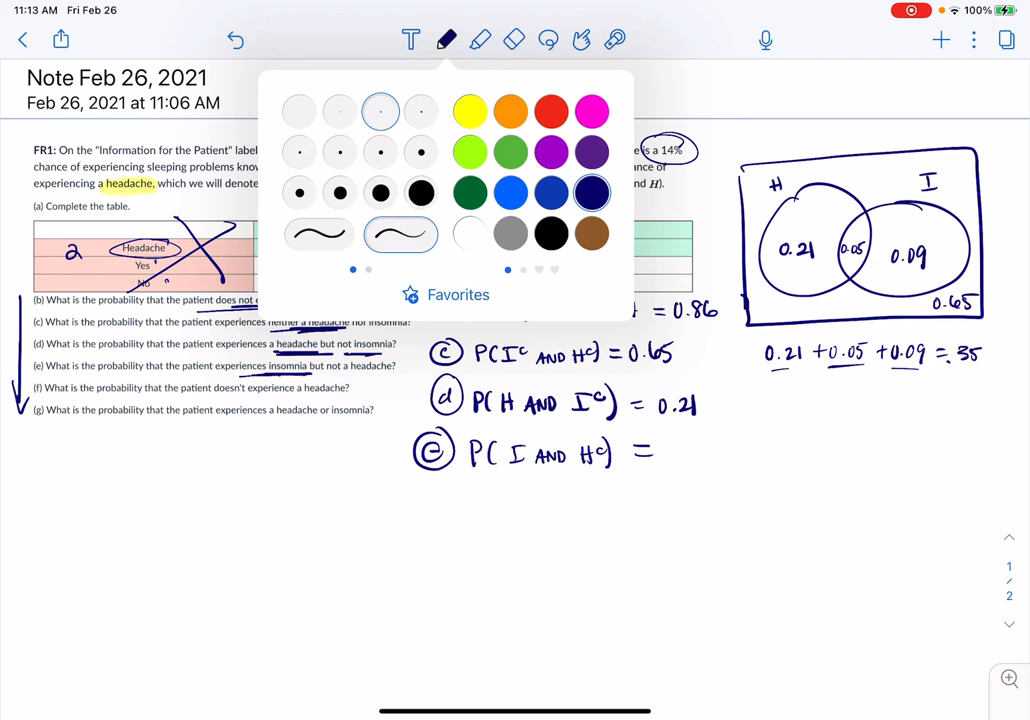 11:13 AM Fri Feb 26
100%
T
Note Feb 26, 2021
Feb 26, 2021 at 11:06 AM
FR1: On the "Information for the Patient" label
e is a 14%
chance of experiencing sleeping problems know
ance of
experiencing a headache, which we will denote
nd H).
(a) Complete the table.
2
Headache
Yes
No
(b) What is the probability that the patient does not e
(c) What is the probability that the patient experiences neither a headache nor insomnia?
(d) What is the probability that the patient experiences a headache but not insomnia?
(e) What is the probability that the patient experiences insomnia but not a headache?
(f) What is the probability that the patient doesn't experience a headache?
(g) What is the probability that the patient experiences a headache or insomnia?
Favorites
= 0.86
c P(Iᶜ AND Hᶜ) = 0.65
d P(H AND Iᶜ) = 0.21
e P(I AND Hᶜ) =
H I
0.21 0.05 0.09
0.65
0.21 + 0.05 + 0.09 = .35
1
/
2